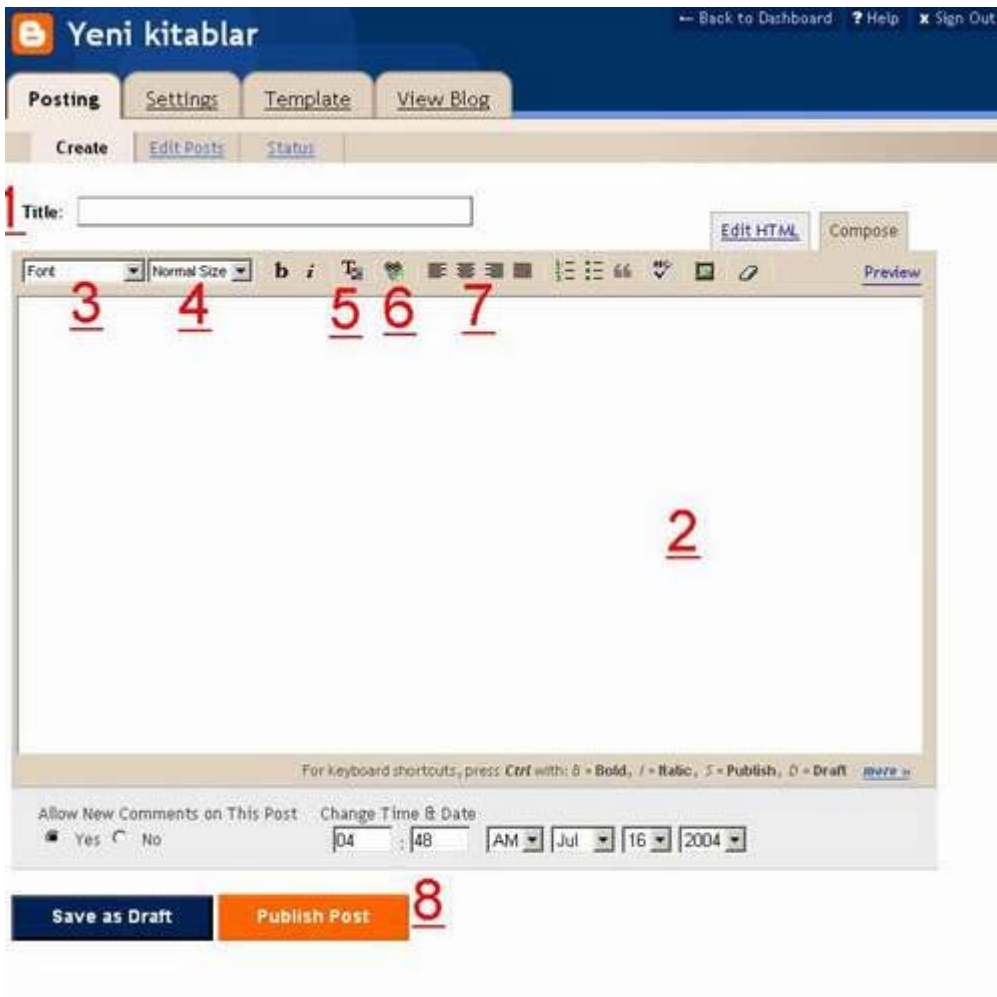 Yeni kitablar
← Back to Dashboard ? Help x Sign Out
Posting Settings Template View Blog
Create Edit Posts Status
1 Title:
Edit HTML Compose
Font Normal Size b i Preview
3 4 5 6 7
2
For Keyboard shortcuts, press Ctrl with: B = Bold, I = Italic, S = Publish, D = Draft more »
Allow New Comments on This Post Change Time & Date
Yes No 04 : 48 AM Jul 16 2004
Save as Draft Publish Post 8